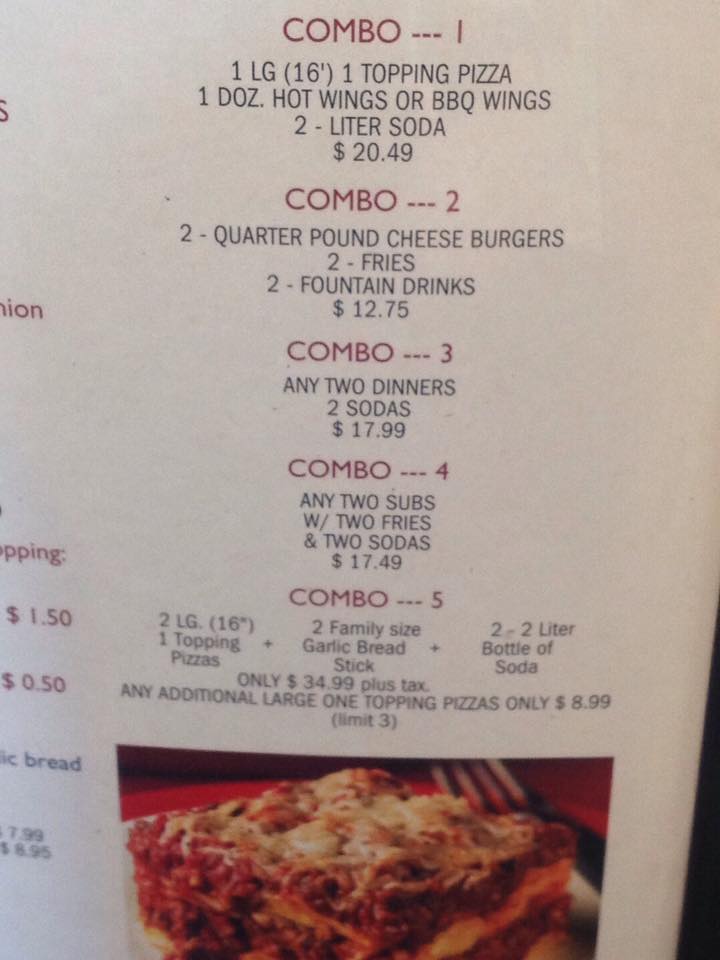 COMBO --- 1
1 LG (16') 1 TOPPING PIZZA
1 DOZ. HOT WINGS OR BBQ WINGS
2 - LITER SODA
$ 20.49
COMBO --- 2
2 - QUARTER POUND CHEESE BURGERS
2 - FRIES
2 - FOUNTAIN DRINKS
$ 12.75
COMBO --- 3
ANY TWO DINNERS
2 SODAS
$ 17.99
COMBO --- 4
ANY TWO SUBS
W/ TWO FRIES
& TWO SODAS
$ 17.49
COMBO --- 5
2 LG. (16") 2 Family size 2 - 2 Liter
1 Topping + Garlic Bread + Bottle of
Pizzas Stick Soda
ONLY $ 34.99 plus tax.
ANY ADDITIONAL LARGE ONE TOPPING PIZZAS ONLY $ 8.99
(limit 3)
S
nion
opping:
$ 1.50
$ 0.50
ic bread
$ 7.99
$ 8.95